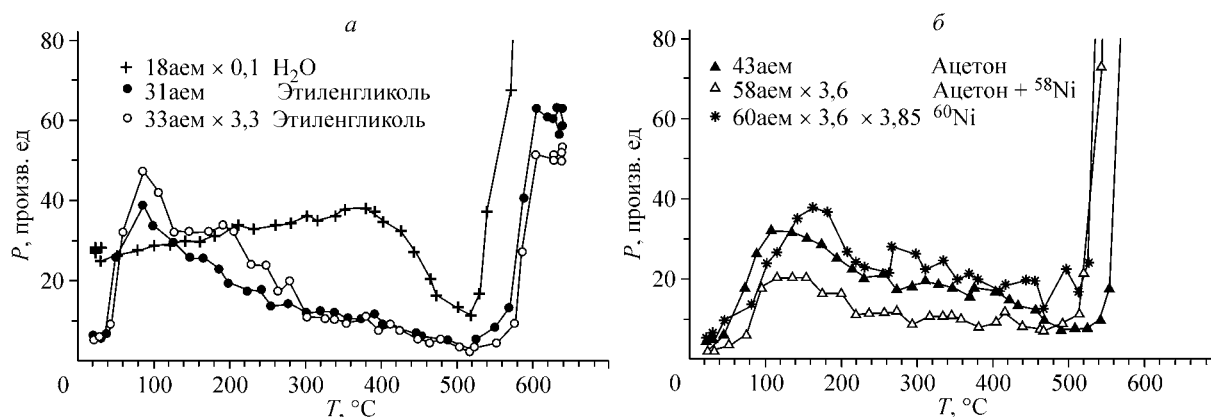 а
80
60
40
20
0
P, произв. ед
+ 18аем × 0,1 H₂O
● 31аем Этиленгликоль
○ 33аем × 3,3 Этиленгликоль
100 200 300 400 500 600
T, °C
б
80
60
40
20
0
P, произв. ед
▲ 43аем Ацетон
△ 58аем × 3,6 Ацетон + ⁵⁸Ni
✱ 60аем × 3,6 × 3,85 ⁶⁰Ni
100 200 300 400 500 600
T, °C